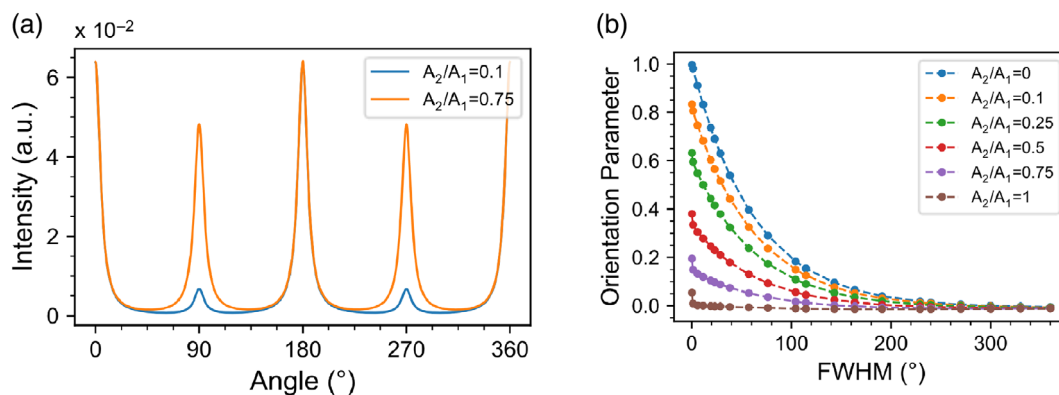 (a)
x 10⁻²
6
4
2
0
Intensity (a.u.)
A₂/A₁=0.1
A₂/A₁=0.75
0 90 180 270 360
Angle (°)
(b)
1.0
0.8
0.6
0.4
0.2
0.0
Orientation Parameter
A₂/A₁=0
A₂/A₁=0.1
A₂/A₁=0.25
A₂/A₁=0.5
A₂/A₁=0.75
A₂/A₁=1
0 100 200 300
FWHM (°)